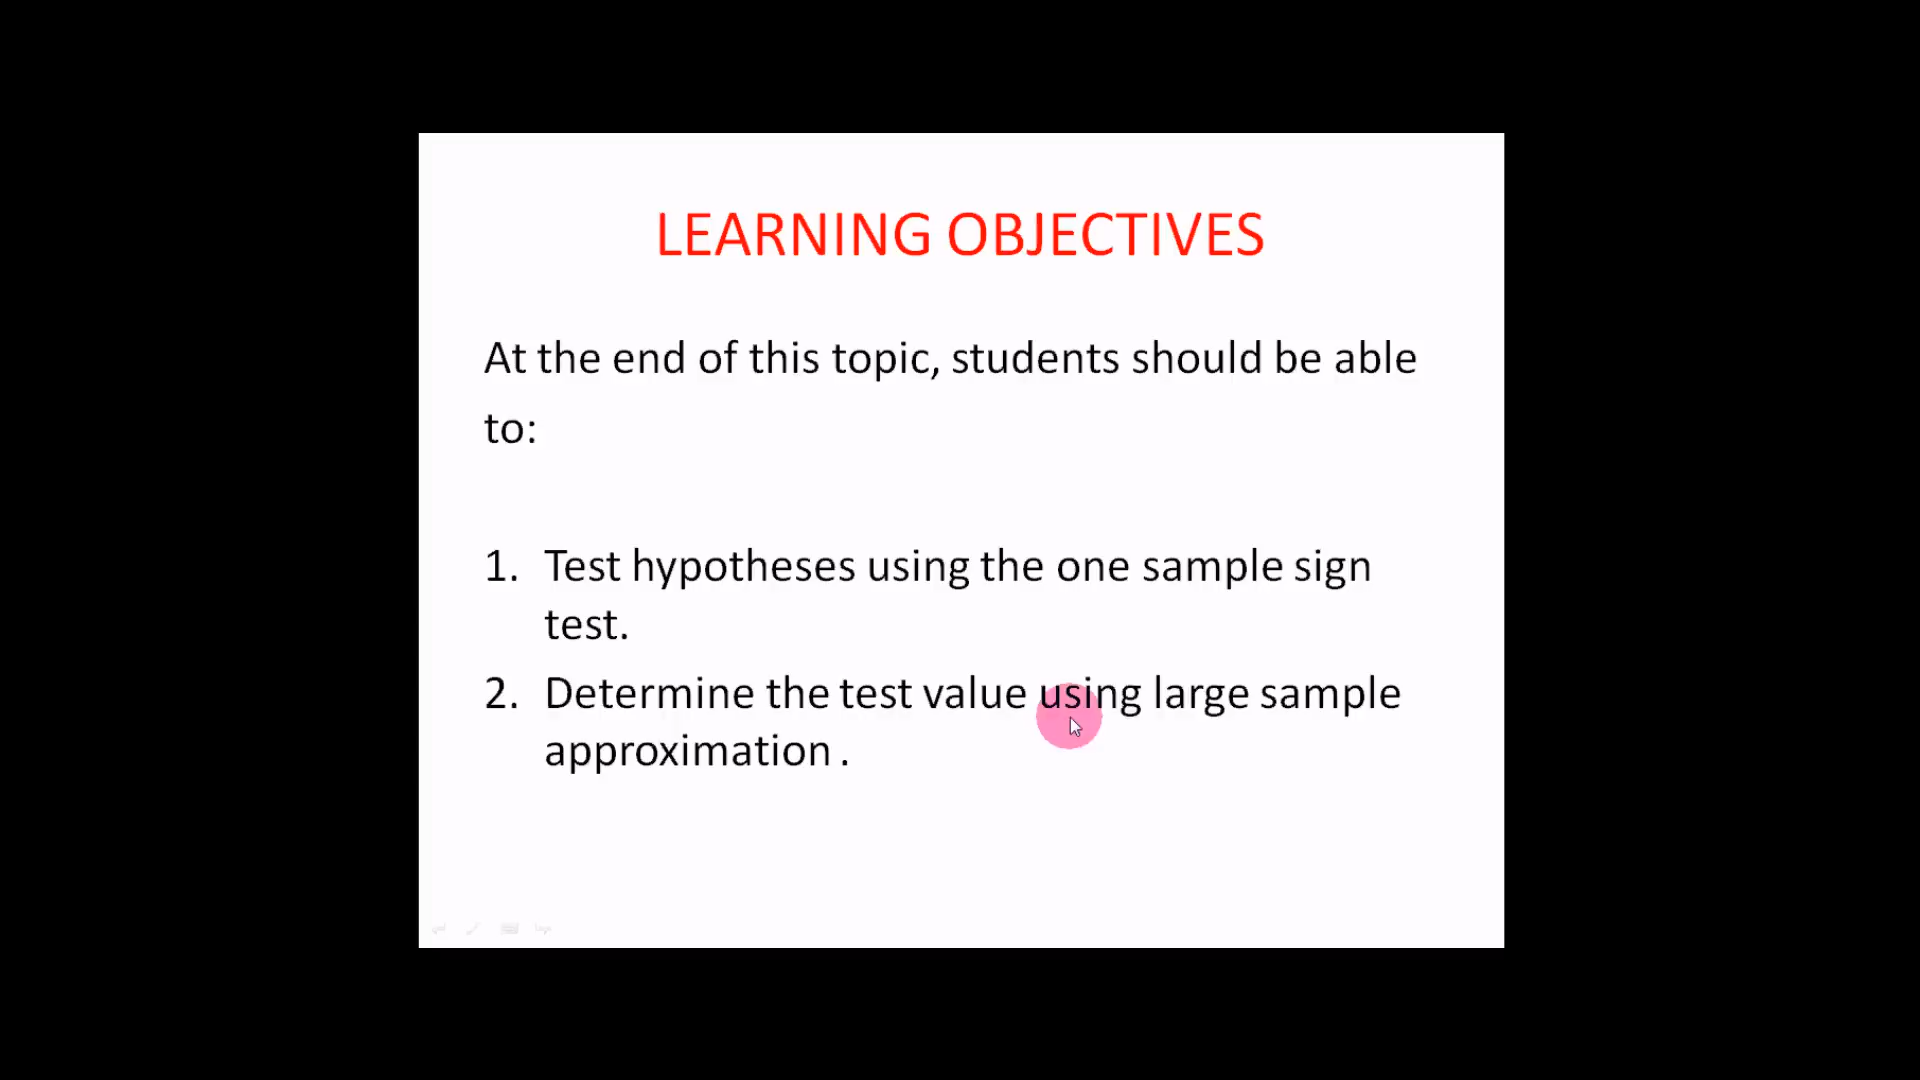 LEARNING OBJECTIVES
At the end of this topic, students should be able
to:
1. Test hypotheses using the one sample sign
test.
2. Determine the test value using large sample
approximation .